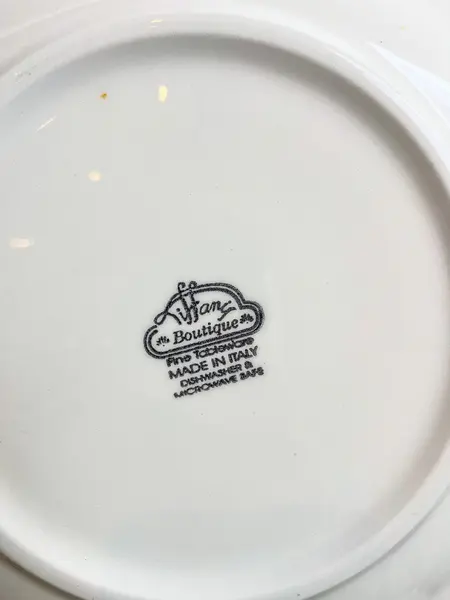 Tiffany
Boutique
Fine Tableware
MADE IN ITALY
DISHWASHER &
MICROWAVE SAFE